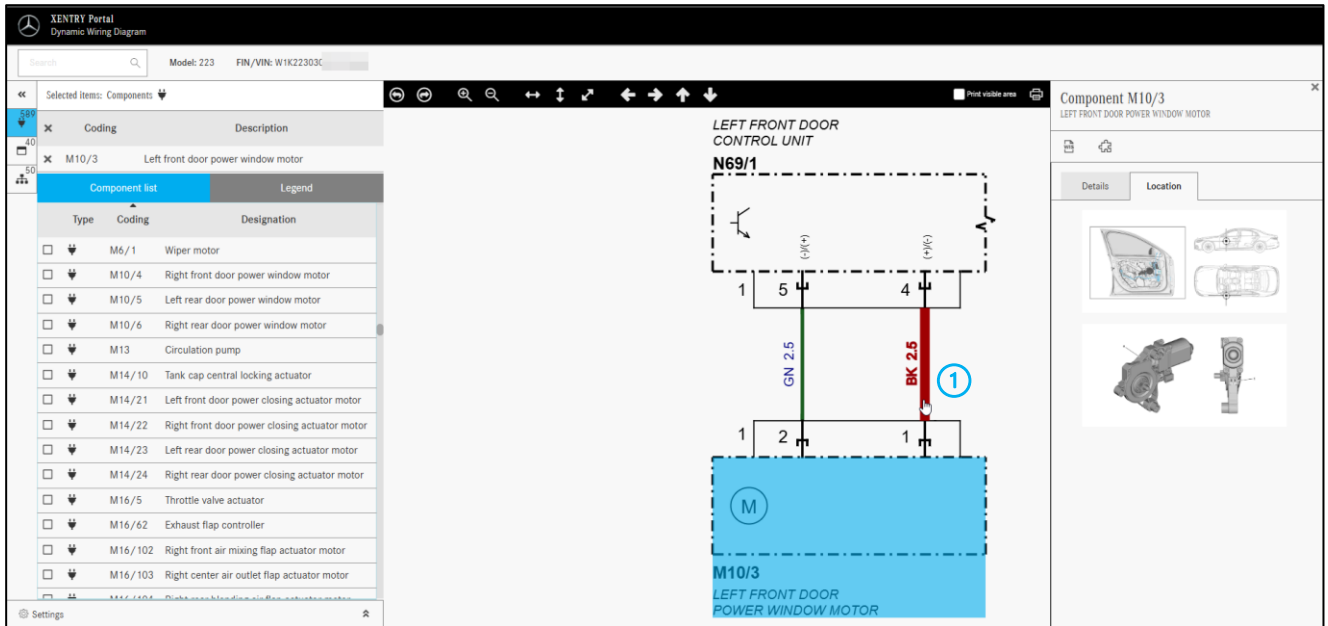 XENTRY Portal
Dynamic Wiring Diagram
Search
Model: 223 FIN/VIN: W1K223030
Selected items: Components
589
40
50
Coding Description
M10/3 Left front door power window motor
Component list Legend
Type Coding Designation
M6/1 Wiper motor
M10/4 Right front door power window motor
M10/5 Left rear door power window motor
M10/6 Right rear door power window motor
M13 Circulation pump
M14/10 Tank cap central locking actuator
M14/21 Left front door power closing actuator motor
M14/22 Right front door power closing actuator motor
M14/23 Left rear door power closing actuator motor
M14/24 Right rear door power closing actuator motor
M16/5 Throttle valve actuator
M16/62 Exhaust flap controller
M16/102 Right front air mixing flap actuator motor
M16/103 Right center air outlet flap actuator motor
Settings
Print visible area
LEFT FRONT DOOR
CONTROL UNIT
N69/1
(-)/(+) (+)/(-)
1 5 4
GN 2.5 BK 2.5
1
1 2 1
M
M10/3
LEFT FRONT DOOR
POWER WINDOW MOTOR
Component M10/3
LEFT FRONT DOOR POWER WINDOW MOTOR
Details Location